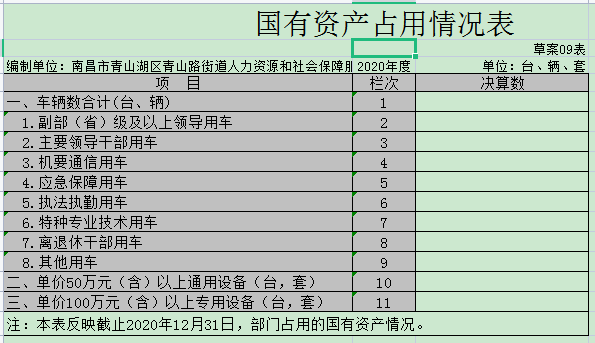 国有资产占用情况表
草案09表
编制单位：南昌市青山湖区青山路街道人力资源和社会保障 2020年度 单位：台、辆、套
项 目 栏次 决算数
一、车辆数合计(台、辆) 1
1.副部（省）级及以上领导用车 2
2.主要领导干部用车 3
3.机要通信用车 4
4.应急保障用车 5
5.执法执勤用车 6
6.特种专业技术用车 7
7.离退休干部用车 8
8.其他用车 9
二、单价50万元（含）以上通用设备（台，套） 10
三、单价100万元（含）以上专用设备（台，套） 11
注：本表反映截止2020年12月31日，部门占用的国有资产情况。